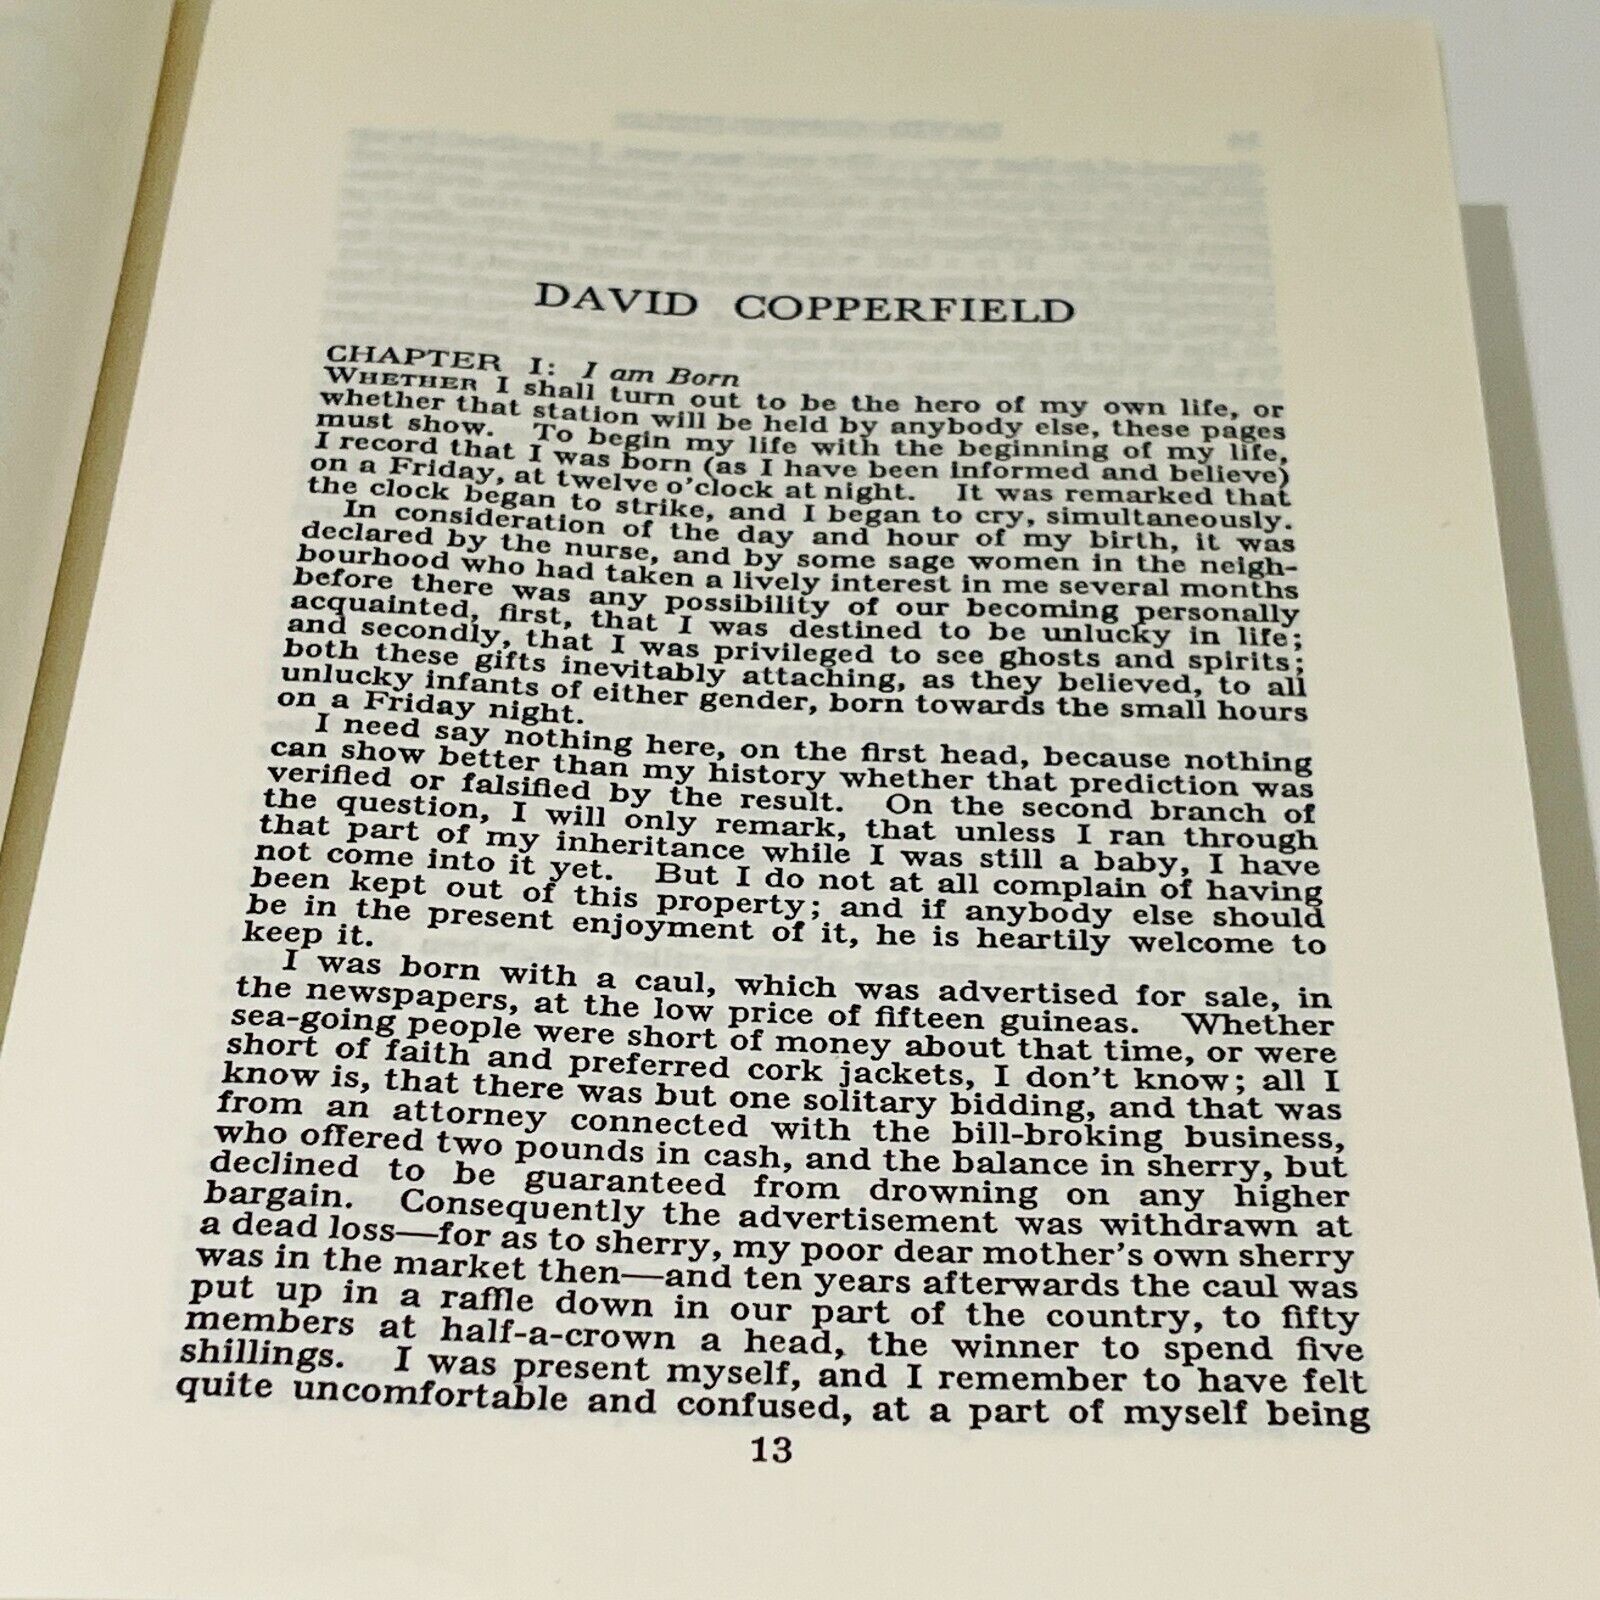 DAVID COPPERFIELD
CHAPTER I: I am Born
WHETHER I shall turn out to be the hero of my own life, or
whether that station will be held by anybody else, these pages
must show. To begin my life with the beginning of my life,
I record that I was born (as I have been informed and believe)
on a Friday, at twelve o'clock at night. It was remarked that
the clock began to strike, and I began to cry, simultaneously.
In consideration of the day and hour of my birth, it was
declared by the nurse, and by some sage women in the neigh-
bourhood who had taken a lively interest in me several months
before there was any possibility of our becoming personally
acquainted, first, that I was destined to be unlucky in life;
and secondly, that I was privileged to see ghosts and spirits;
both these gifts inevitably attaching, as they believed, to all
unlucky infants of either gender, born towards the small hours
on a Friday night.
I need say nothing here, on the first head, because nothing
can show better than my history whether that prediction was
verified or falsified by the result. On the second branch of
the question, I will only remark, that unless I ran through
that part of my inheritance while I was still a baby, I have
not come into it yet. But I do not at all complain of having
been kept out of this property; and if anybody else should
be in the present enjoyment of it, he is heartily welcome to
keep it.
I was born with a caul, which was advertised for sale, in
the newspapers, at the low price of fifteen guineas. Whether
sea-going people were short of money about that time, or were
short of faith and preferred cork jackets, I don't know; all I
know is, that there was but one solitary bidding, and that was
from an attorney connected with the bill-broking business,
who offered two pounds in cash, and the balance in sherry, but
declined to be guaranteed from drowning on any higher
bargain. Consequently the advertisement was withdrawn at
a dead loss—for as to sherry, my poor dear mother's own sherry
was in the market then—and ten years afterwards the caul was
put up in a raffle down in our part of the country, to fifty
members at half-a-crown a head, the winner to spend five
shillings. I was present myself, and I remember to have felt
quite uncomfortable and confused, at a part of myself being
13